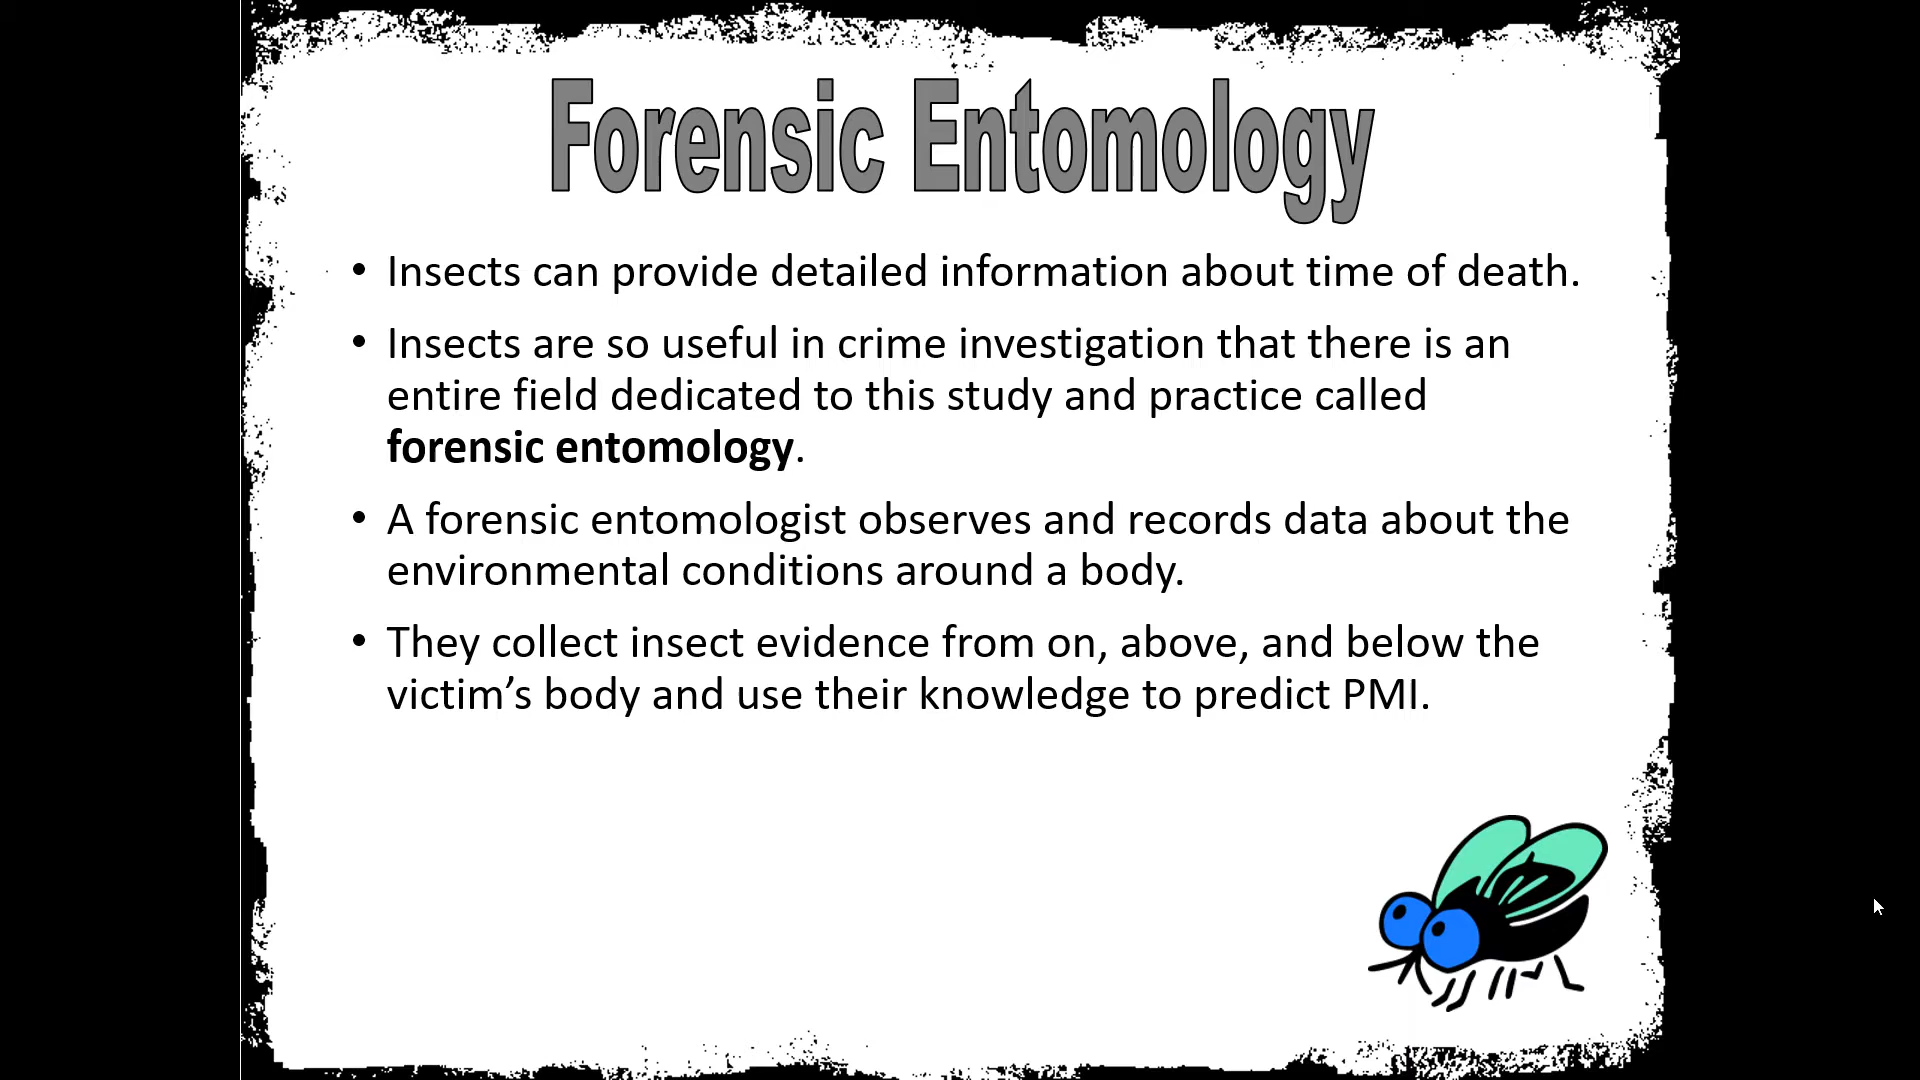 Forensic Entomology
• Insects can provide detailed information about time of death.
• Insects are so useful in crime investigation that there is an
entire field dedicated to this study and practice called
forensic entomology.
• A forensic entomologist observes and records data about the
environmental conditions around a body.
• They collect insect evidence from on, above, and below the
victim’s body and use their knowledge to predict PMI.